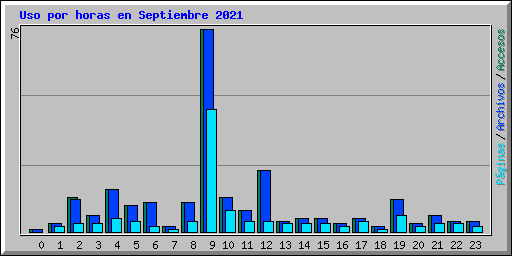 Uso por horas en Septiembre 2021
76
0 1 2 3 4 5 6 7 8 9 10 11 12 13 14 15 16 17 18 19 20 21 22 23
Páginas / Archivos / Accesos